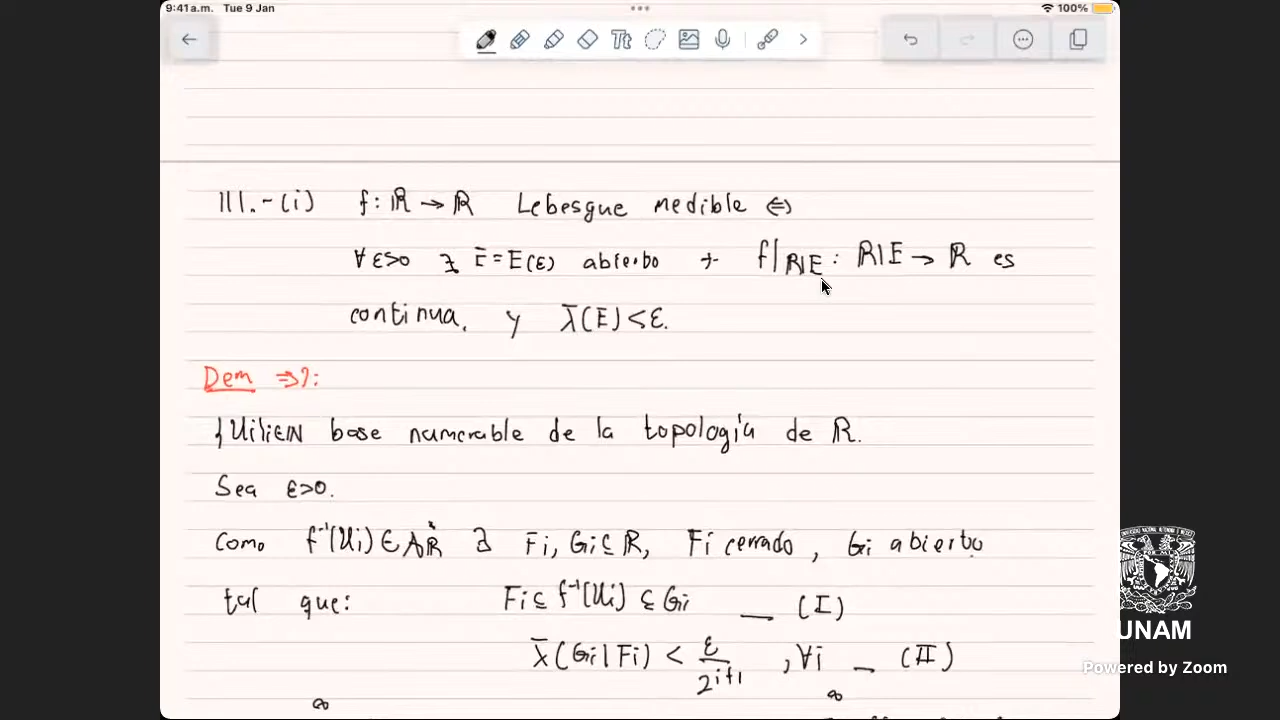 9:41 a.m. Tue 9 Jan
100%
III.-(i) f: ℝ → ℝ Lebesgue medible ⇔
∀ ε>0 ∃ E = E(ε) abierto + f|ℝ\E : ℝ\E → ℝ es
continua, y λ̄(E) < ε.
Dem ⇒?:
{Ui}i∈ℕ base numerable de la topología de ℝ.
Sea ε>0.
Como f⁻¹(Ui) ∈ A*ℝ ∃ Fi, Gi ⊆ ℝ, Fi cerrado, Gi abierto
tal que: Fi ⊆ f⁻¹(Ui) ⊆ Gi _ (I)
λ̄(Gi\Fi) < ε/2^(i+1), ∀i _ (II)
∞ ∞
UNAM
Powered by Zoom